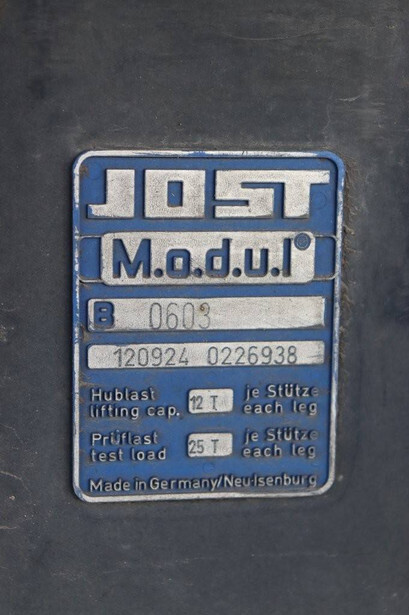 JOST
M.o.d.u.l®
B 0603
120924 0226938
Hublast 12 T je Stütze
lifting cap. each leg
Prüflast 25 T je Stütze
test load each leg
Made in Germany/Neu-Isenburg